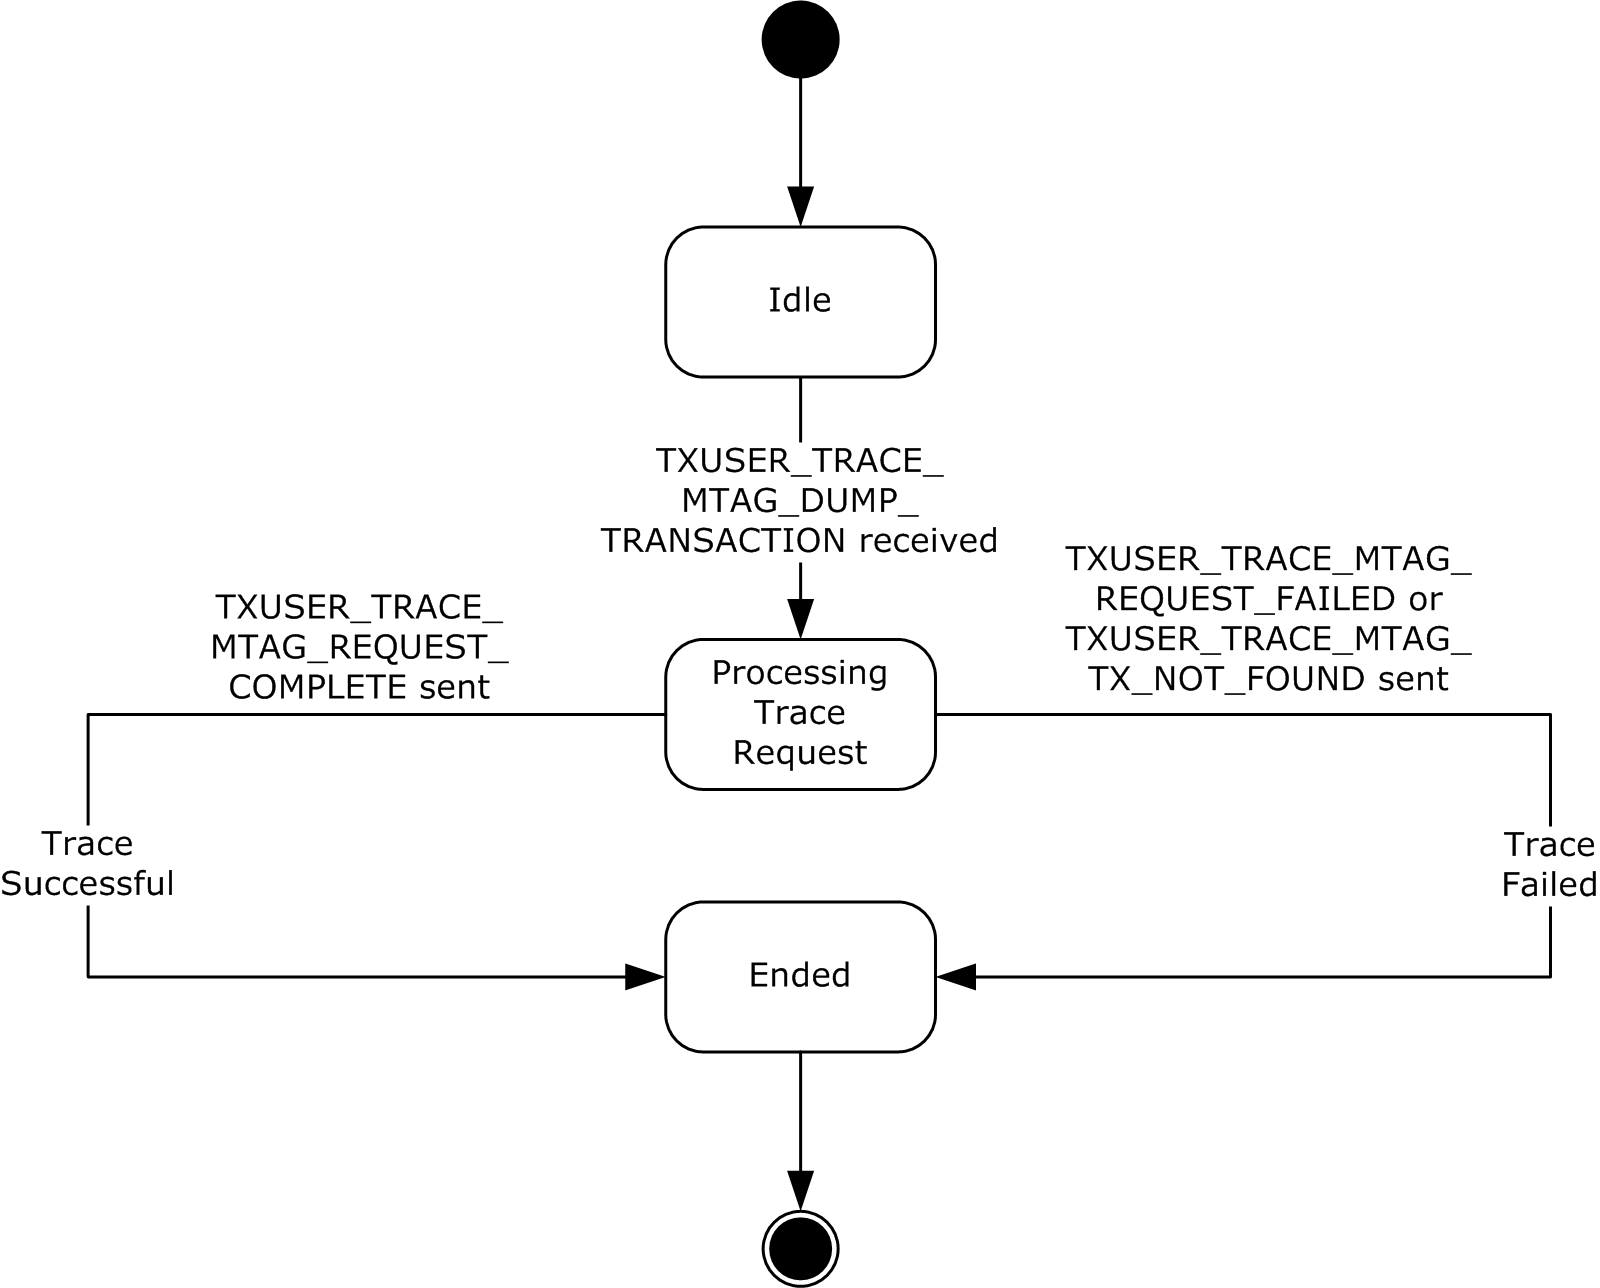 Idle
TXUSER_TRACE_
MTAG_DUMP_
TRANSACTION received
TXUSER_TRACE_
MTAG_REQUEST_
COMPLETE sent
TXUSER_TRACE_MTAG_
REQUEST_FAILED or
TXUSER_TRACE_MTAG_
TX_NOT_FOUND sent
Processing
Trace
Request
Trace
Successful
Trace
Failed
Ended